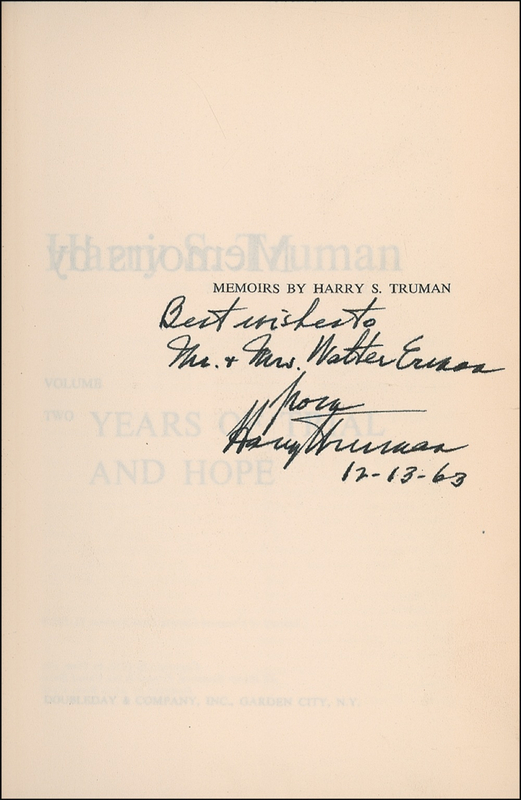 Harry S. Truman
Memoirs by
MEMOIRS BY HARRY S. TRUMAN
Best wishes to
Mr. + Mrs. Walter
from
Harry Truman
12-13-63
VOLUME
TWO YEARS OF TRIAL
AND HOPE
DOUBLEDAY & COMPANY, INC., GARDEN CITY, N.Y.